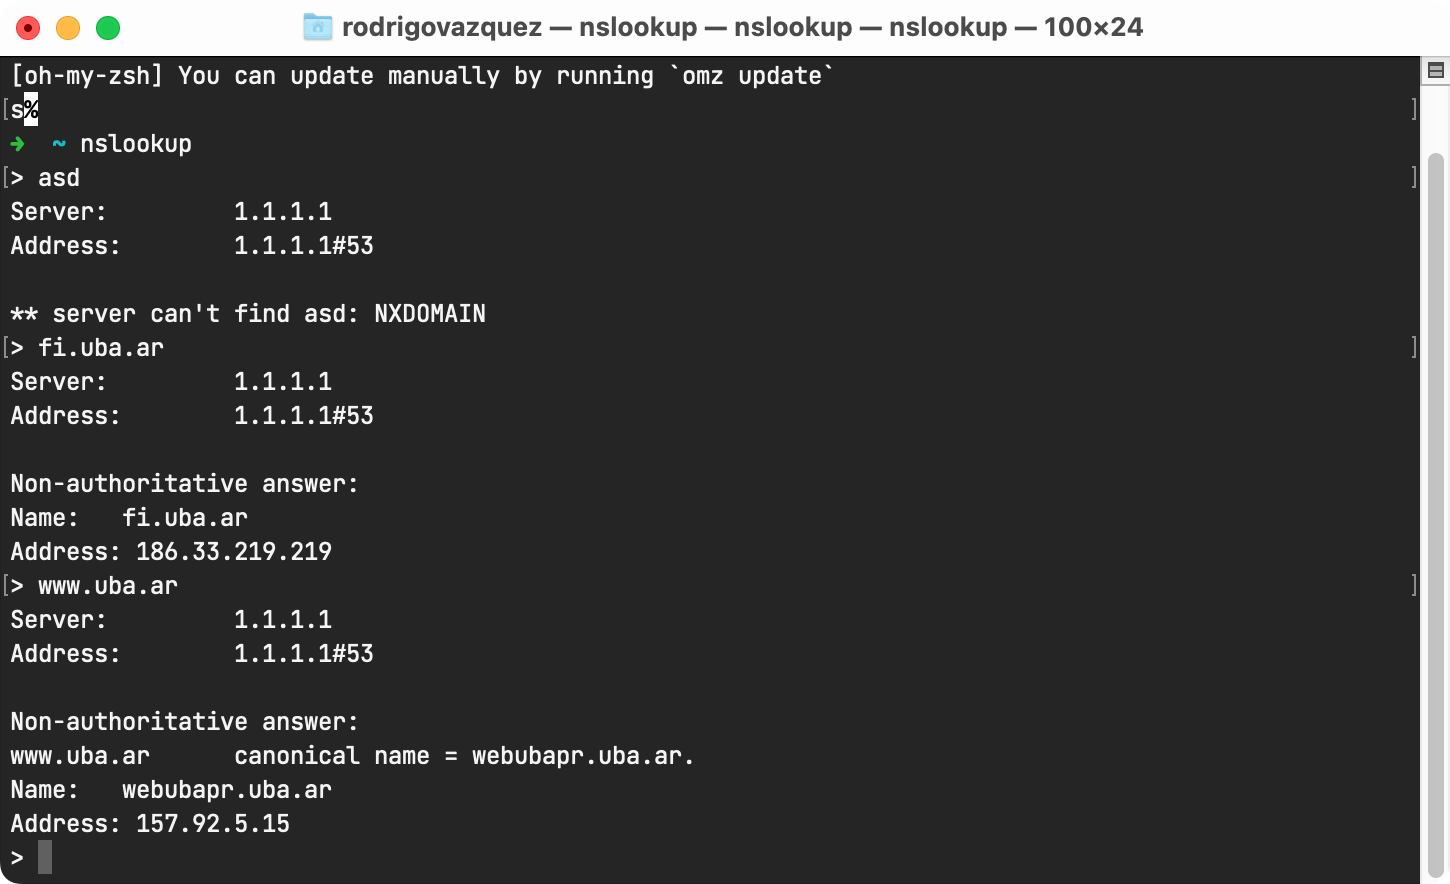 rodrigovazquez — nslookup — nslookup — nslookup — 100×24
[oh-my-zsh] You can update manually by running `omz update`
[s% ]
➜  ~ nslookup
[> asd ]
Server:         1.1.1.1
Address:        1.1.1.1#53
** server can't find asd: NXDOMAIN
[> fi.uba.ar ]
Server:         1.1.1.1
Address:        1.1.1.1#53
Non-authoritative answer:
Name:   fi.uba.ar
Address: 186.33.219.219
[> www.uba.ar ]
Server:         1.1.1.1
Address:        1.1.1.1#53
Non-authoritative answer:
www.uba.ar      canonical name = webubapr.uba.ar.
Name:   webubapr.uba.ar
Address: 157.92.5.15
>